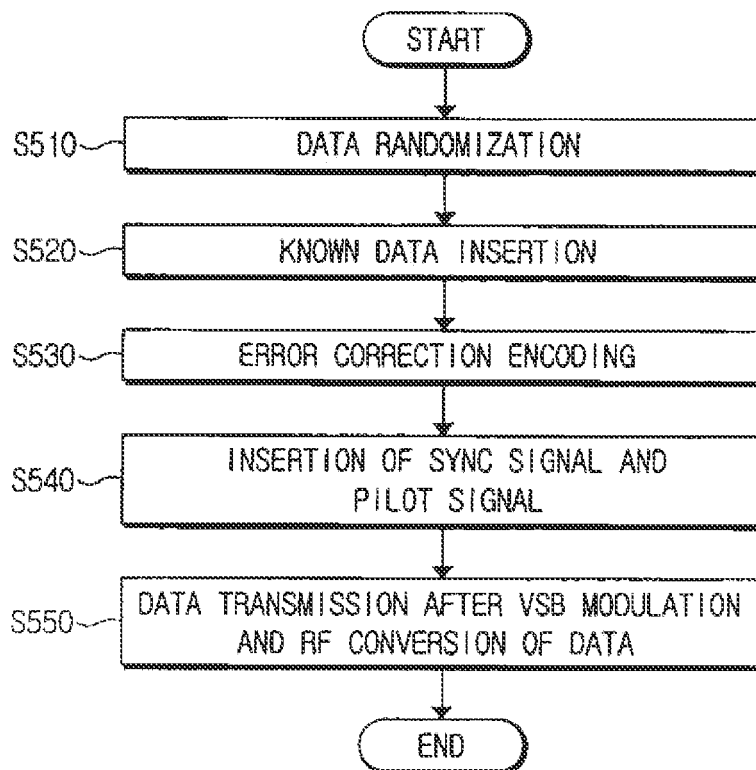 START
S510
DATA RANDOMIZATION
S520
KNOWN DATA INSERTION
S530
ERROR CORRECTION ENCODING
S540
INSERTION OF SYNC SIGNAL AND
PILOT SIGNAL
S550
DATA TRANSMISSION AFTER VSB MODULATION
AND RF CONVERSION OF DATA
END